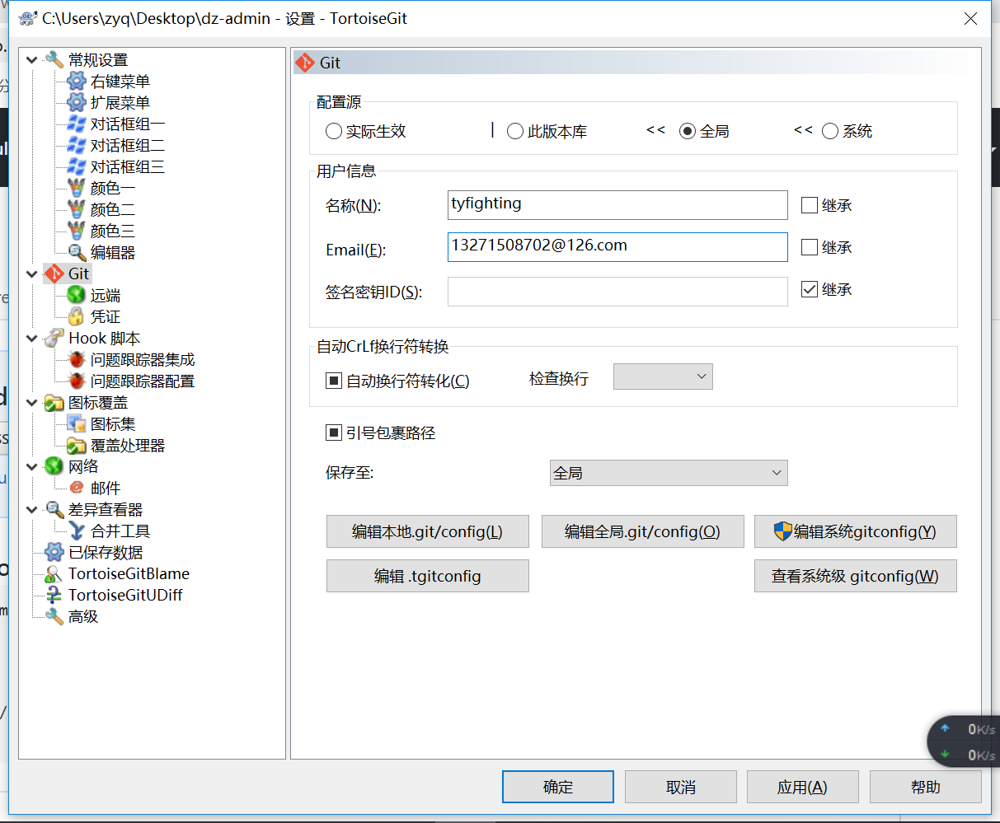 C:\Users\zyq\Desktop\dz-admin - 设置 - TortoiseGit
常规设置
右键菜单
扩展菜单
对话框组一
对话框组二
对话框组三
颜色一
颜色二
颜色三
编辑器
Git
远端
凭证
Hook 脚本
问题跟踪器集成
问题跟踪器配置
图标覆盖
图标集
覆盖处理器
网络
邮件
差异查看器
合并工具
已保存数据
TortoiseGitBlame
TortoiseGitUDiff
高级
Git
配置源
实际生效 | 此版本库 << 全局 << 系统
用户信息
名称(N): tyfighting 继承
Email(E): 13271508702@126.com 继承
签名密钥ID(S): 继承
自动CrLf换行符转换
自动换行符转化(C) 检查换行
引号包裹路径
保存至: 全局
编辑本地.git/config(L) 编辑全局.git/config(O) 编辑系统gitconfig(Y)
编辑 .tgitconfig 查看系统级 gitconfig(W)
0K/s
0K/s
确定 取消 应用(A) 帮助